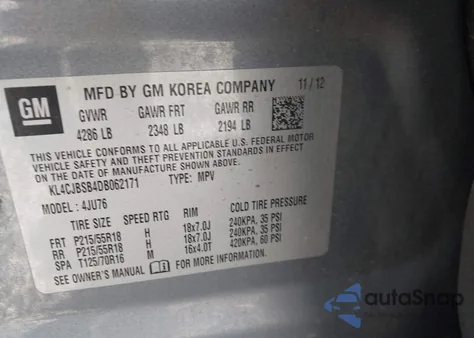 GM
MFD BY GM KOREA COMPANY 11/12
GVWR GAWR FRT GAWR RR
4286 LB 2348 LB 2194 LB
THIS VEHICLE CONFORMS TO ALL APPLICABLE U.S. FEDERAL MOTOR
VEHICLE SAFETY AND THEFT PREVENTION STANDARDS IN EFFECT ON THE
DATE OF MANUFACTURE SHOWN ABOVE.
KL4CJBSB4DB062171 TYPE: MPV
MODEL: 4JU76
TIRE SIZE SPEED RTG RIM COLD TIRE PRESSURE
FRT P215/55R18 H 18x7.0J 240KPA, 35 PSI
RR P215/55R18 H 18x7.0J 240KPA, 35 PSI
SPA T125/70R16 M 16x4.0T 420KPA, 60 PSI
SEE OWNER'S MANUAL FOR MORE INFORMATION
autoSnap